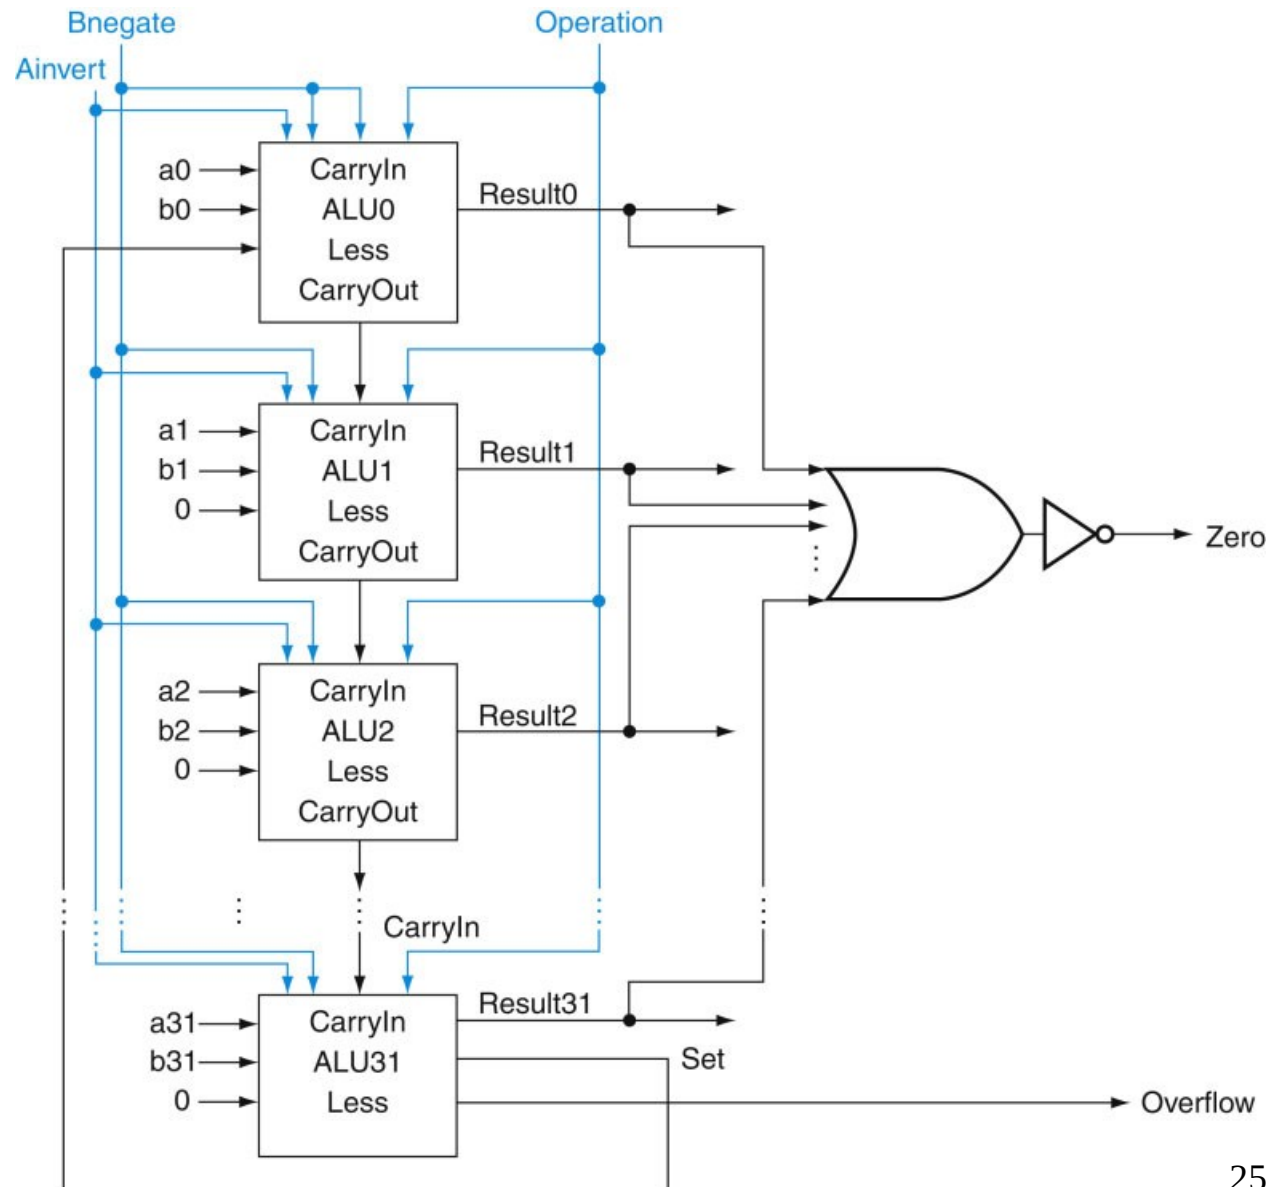 Bnegate
Operation
Ainvert
a0
b0
CarryIn
ALU0
Less
CarryOut
Result0
a1
b1
0
CarryIn
ALU1
Less
CarryOut
Result1
Zero
a2
b2
0
CarryIn
ALU2
Less
CarryOut
Result2
CarryIn
a31
b31
0
CarryIn
ALU31
Less
Result31
Set
Overflow
25